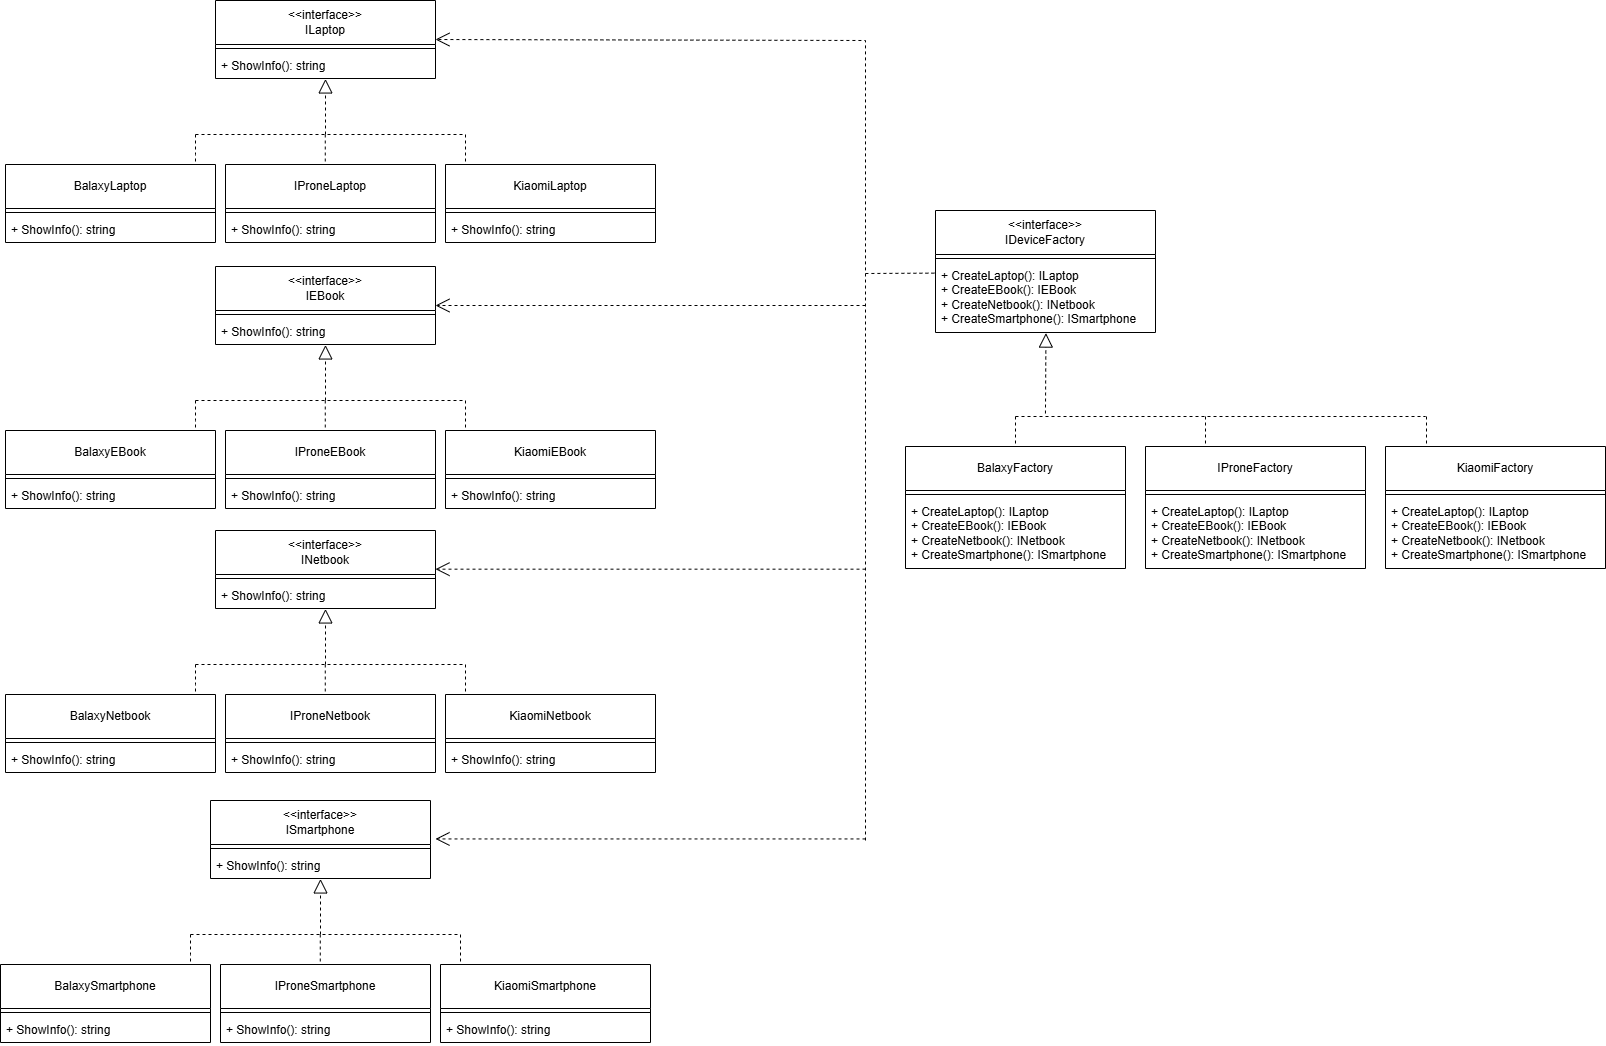 <<interface>>
ILaptop
+ ShowInfo(): string
BalaxyLaptop
+ ShowInfo(): string
IProneLaptop
+ ShowInfo(): string
KiaomiLaptop
+ ShowInfo(): string
<<interface>>
IEBook
+ ShowInfo(): string
BalaxyEBook
+ ShowInfo(): string
IProneEBook
+ ShowInfo(): string
KiaomiEBook
+ ShowInfo(): string
<<interface>>
INetbook
+ ShowInfo(): string
BalaxyNetbook
+ ShowInfo(): string
IProneNetbook
+ ShowInfo(): string
KiaomiNetbook
+ ShowInfo(): string
<<interface>>
ISmartphone
+ ShowInfo(): string
BalaxySmartphone
+ ShowInfo(): string
IProneSmartphone
+ ShowInfo(): string
KiaomiSmartphone
+ ShowInfo(): string
<<interface>>
IDeviceFactory
+ CreateLaptop(): ILaptop
+ CreateEBook(): IEBook
+ CreateNetbook(): INetbook
+ CreateSmartphone(): ISmartphone
BalaxyFactory
+ CreateLaptop(): ILaptop
+ CreateEBook(): IEBook
+ CreateNetbook(): INetbook
+ CreateSmartphone(): ISmartphone
IProneFactory
+ CreateLaptop(): ILaptop
+ CreateEBook(): IEBook
+ CreateNetbook(): INetbook
+ CreateSmartphone(): ISmartphone
KiaomiFactory
+ CreateLaptop(): ILaptop
+ CreateEBook(): IEBook
+ CreateNetbook(): INetbook
+ CreateSmartphone(): ISmartphone